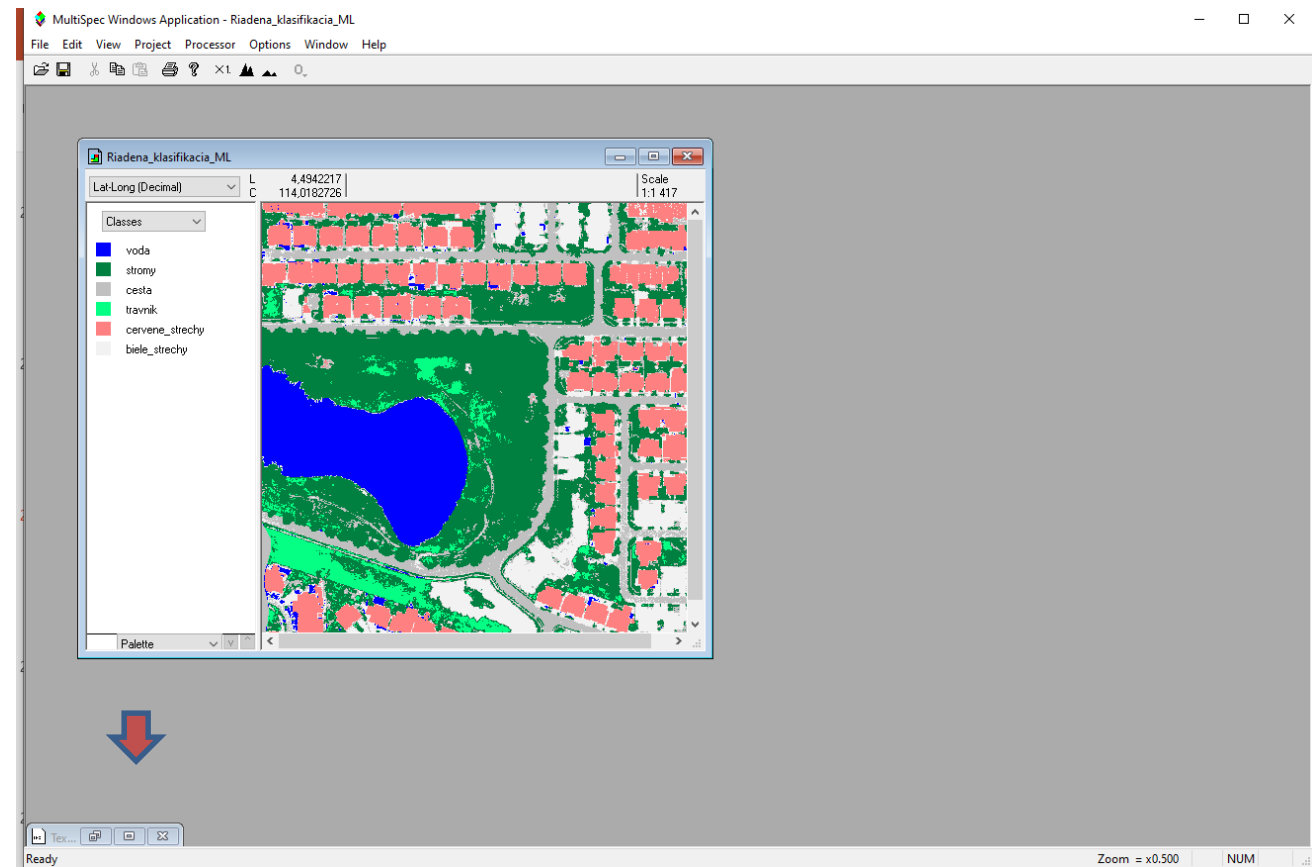 MultiSpec Windows Application - Riadena_klasifikacia_ML
File Edit View Project Processor Options Window Help
×1
Riadena_klasifikacia_ML
Lat-Long (Decimal)
L 4,4942217
C 114,0182726
Scale
1:1 417
Classes
voda
stromy
cesta
travnik
cervene_strechy
biele_strechy
Palette
Tex...
Ready
Zoom = x0.500
NUM